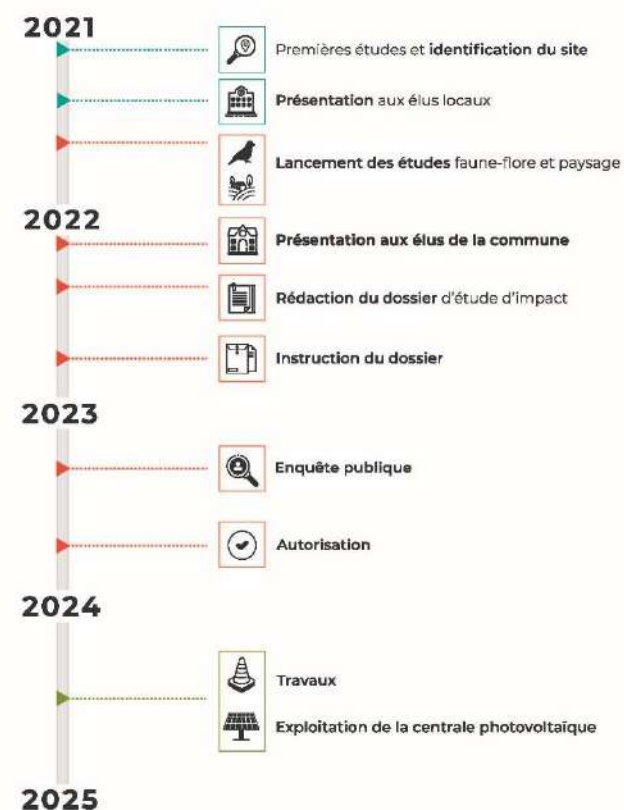 2021
Premières études et identification du site
Présentation aux élus locaux
Lancement des études faune-flore et paysage
2022
Présentation aux élus de la commune
Rédaction du dossier d'étude d'impact
Instruction du dossier
2023
Enquête publique
Autorisation
2024
Travaux
Exploitation de la centrale photovoltaïque
2025